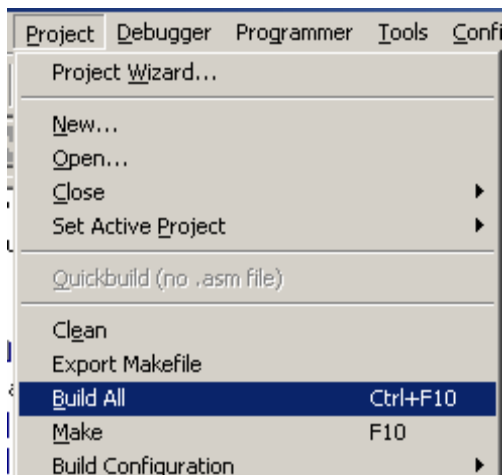 Project Debugger Programmer Tools Confi
Project Wizard...
New...
Open...
Close
Set Active Project
Quickbuild (no .asm file)
Clean
Export Makefile
Build All Ctrl+F10
Make F10
Build Configuration